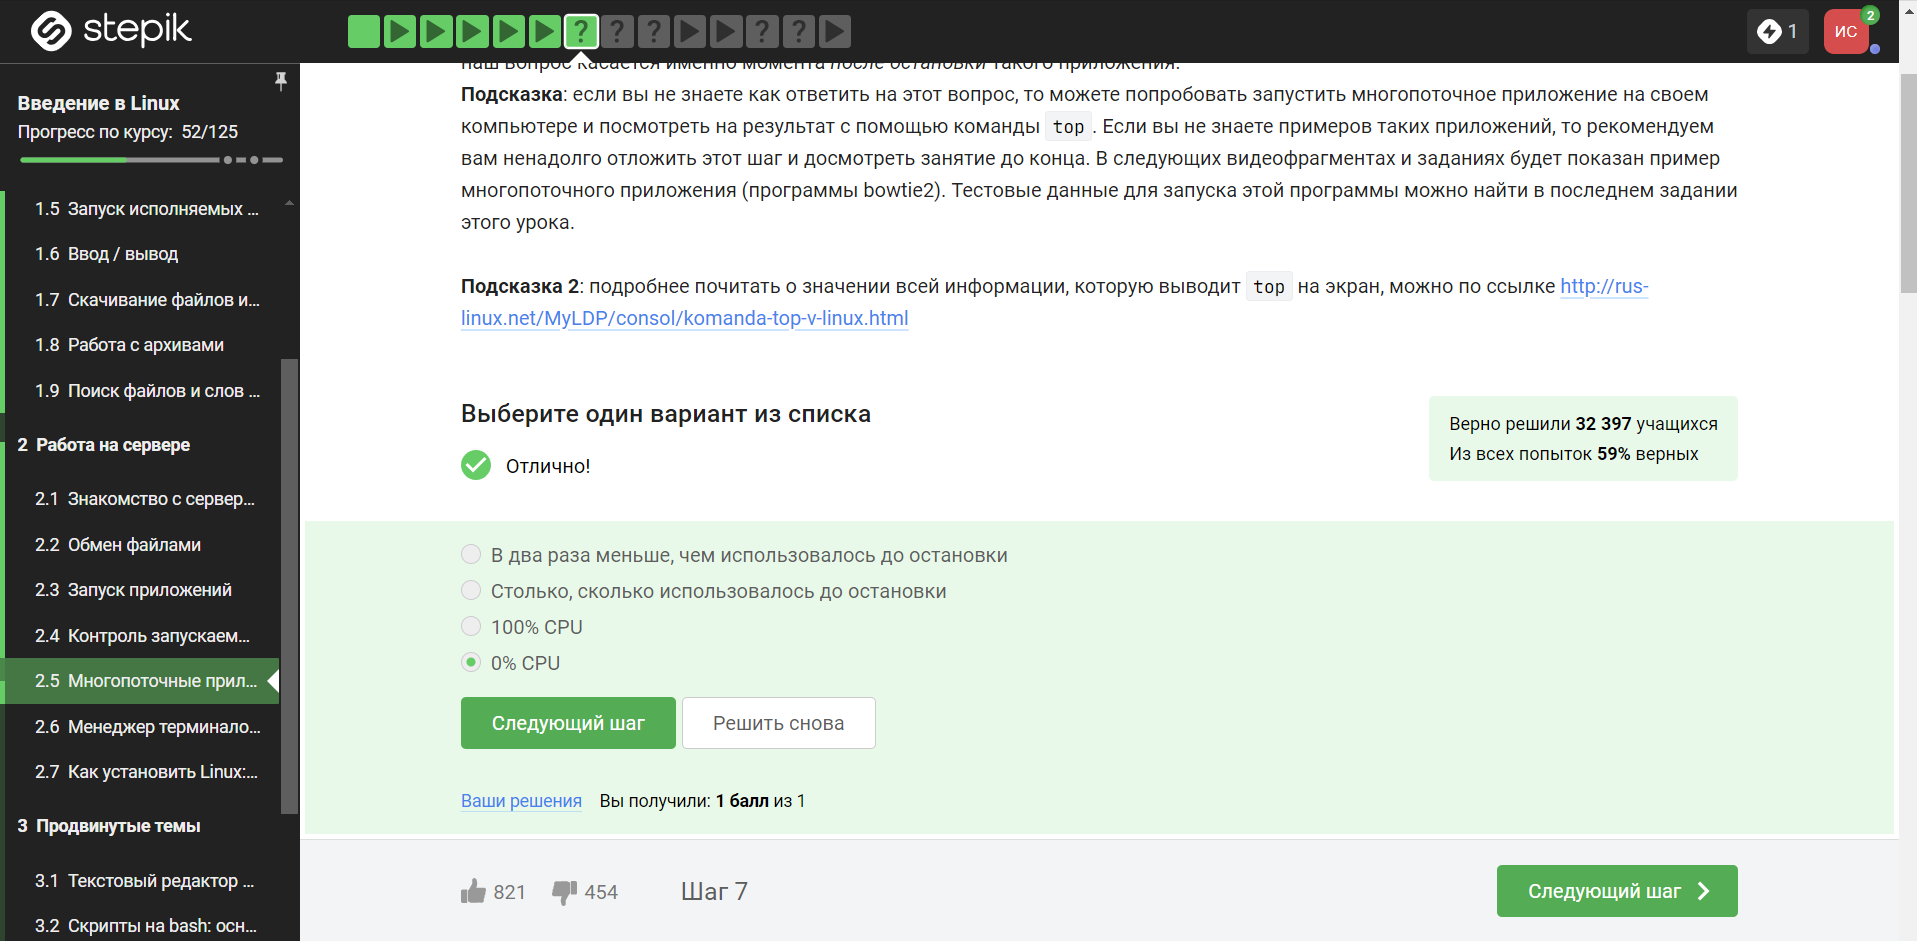 stepik
1
ИС
2
Введение в Linux
Прогресс по курсу: 52/125
1.5 Запуск исполняемых ...
1.6 Ввод / вывод
1.7 Скачивание файлов и...
1.8 Работа с архивами
1.9 Поиск файлов и слов ...
2 Работа на сервере
2.1 Знакомство с сервер...
2.2 Обмен файлами
2.3 Запуск приложений
2.4 Контроль запускаем...
2.5 Многопоточные прил...
2.6 Менеджер терминало...
2.7 Как установить Linux:...
3 Продвинутые темы
3.1 Текстовый редактор ...
3.2 Скрипты на bash: осн...
наш вопрос касается именно момента после остановки такого приложения.
Подсказка: если вы не знаете как ответить на этот вопрос, то можете попробовать запустить многопоточное приложение на своем
компьютере и посмотреть на результат с помощью команды top . Если вы не знаете примеров таких приложений, то рекомендуем
вам ненадолго отложить этот шаг и досмотреть занятие до конца. В следующих видеофрагментах и заданиях будет показан пример
многопоточного приложения (программы bowtie2). Тестовые данные для запуска этой программы можно найти в последнем задании
этого урока.
Подсказка 2: подробнее почитать о значении всей информации, которую выводит top на экран, можно по ссылке http://rus-
linux.net/MyLDP/consol/komanda-top-v-linux.html
Выберите один вариант из списка
Отлично!
Верно решили 32 397 учащихся
Из всех попыток 59% верных
В два раза меньше, чем использовалось до остановки
Столько, сколько использовалось до остановки
100% CPU
0% CPU
Следующий шаг
Решить снова
Ваши решения Вы получили: 1 балл из 1
821
454
Шаг 7
Следующий шаг